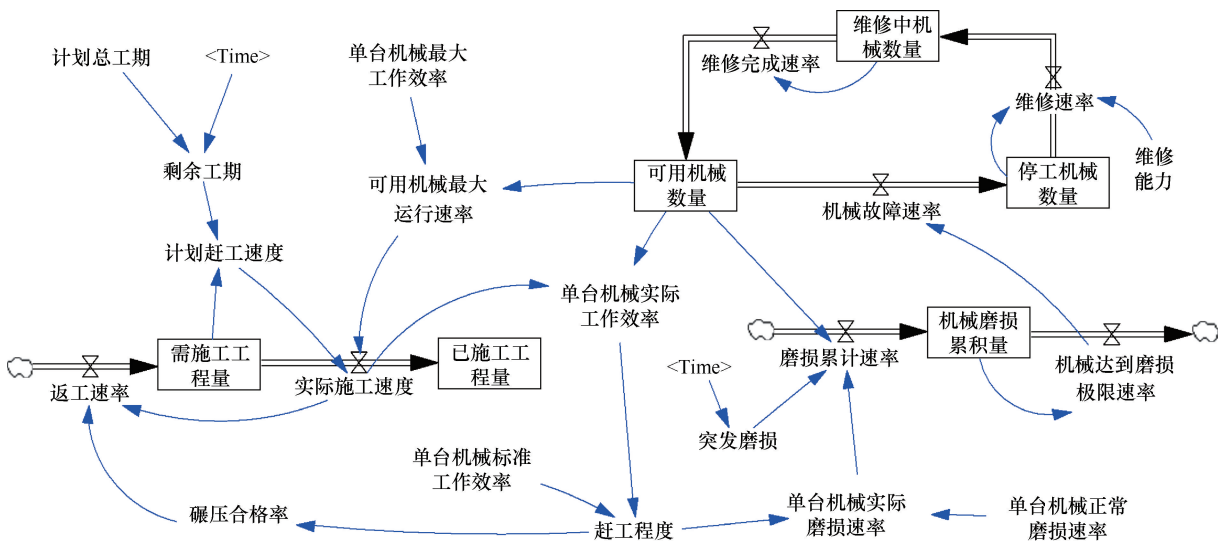 维修中机
械数量
计划总工期
<Time>
单台机械最大
工作效率
维修完成速率
维修速率
维修
能力
剩余工期
可用机械最大
运行速率
可用机械
数量
停工机械
数量
机械故障速率
计划赶工速度
单台机械实际
工作效率
机械磨损
累积量
需施工工
程量
已施工工
程量
磨损累计速率
机械达到磨损
极限速率
返工速率
实际施工速度
<Time>
突发磨损
单台机械标准
工作效率
碾压合格率
赶工程度
单台机械实际
磨损速率
单台机械正常
磨损速率